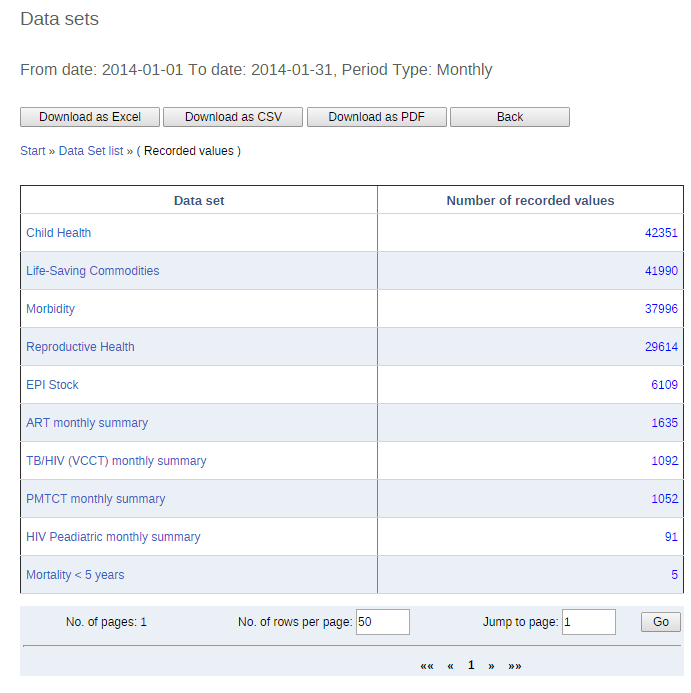 Data sets
From date: 2014-01-01 To date: 2014-01-31, Period Type: Monthly
Download as Excel Download as CSV Download as PDF Back
Start » Data Set list » ( Recorded values )
Data set Number of recorded values
Child Health 42351
Life-Saving Commodities 41990
Morbidity 37996
Reproductive Health 29614
EPI Stock 6109
ART monthly summary 1635
TB/HIV (VCCT) monthly summary 1092
PMTCT monthly summary 1052
HIV Peadiatric monthly summary 91
Mortality < 5 years 5
No. of pages: 1 No. of rows per page: 50 Jump to page: 1 Go
«« « 1 » »»